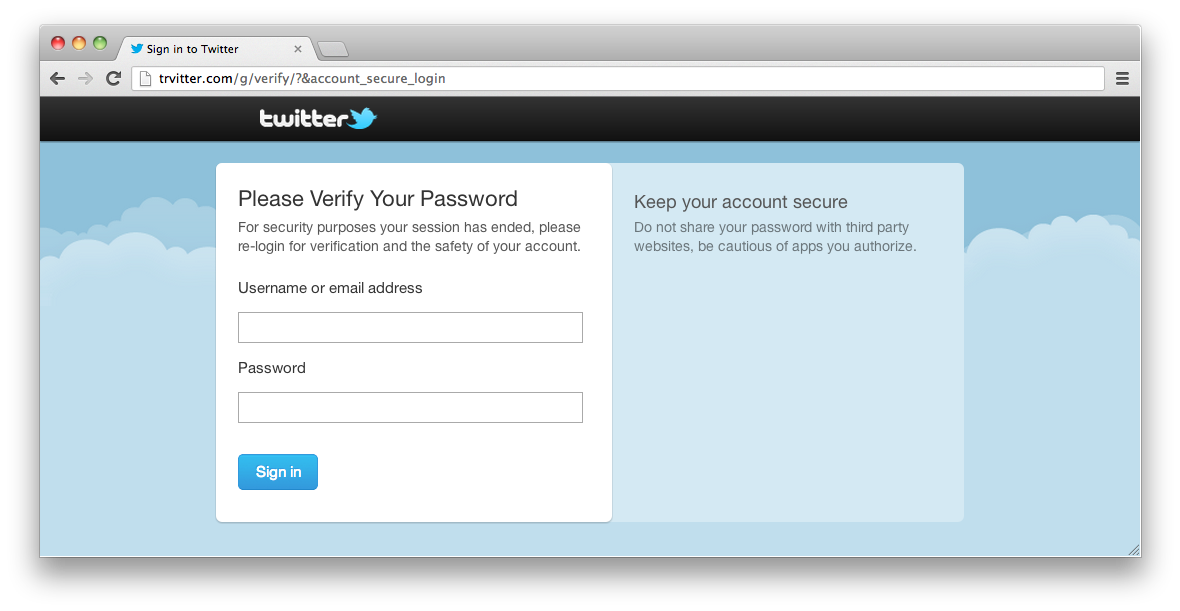 Sign in to Twitter
trvitter.com/g/verify/?&account_secure_login
twitter
Please Verify Your Password
For security purposes your session has ended, please
re-login for verification and the safety of your account.
Username or email address
Password
Sign in
Keep your account secure
Do not share your password with third party
websites, be cautious of apps you authorize.